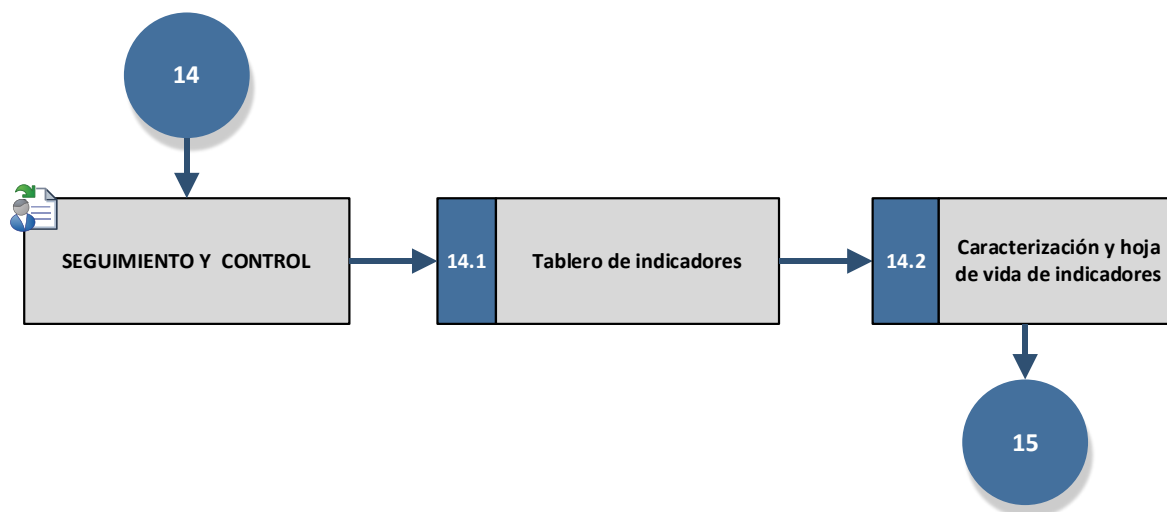 14
SEGUIMIENTO Y CONTROL
14.1
Tablero de indicadores
14.2
Caracterización y hoja
de vida de indicadores
15